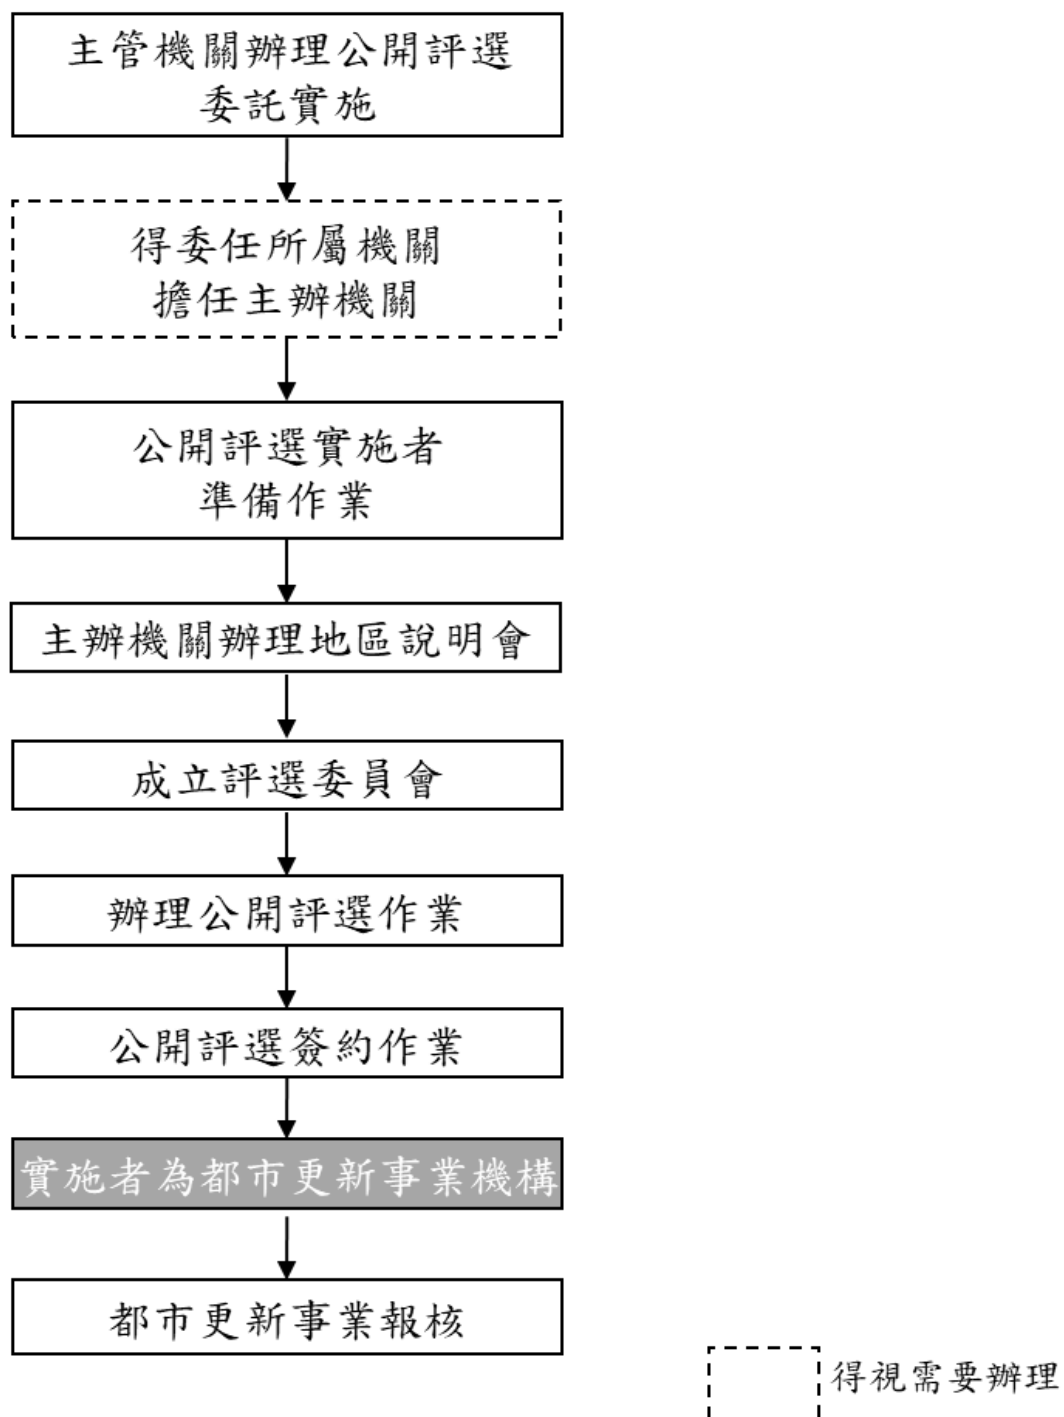 主管機關辦理公開評選
委託實施
得委任所屬機關
擔任主辦機關
公開評選實施者
準備作業
主辦機關辦理地區說明會
成立評選委員會
辦理公開評選作業
公開評選簽約作業
實施者為都市更新事業機構
都市更新事業報核
得視需要辦理